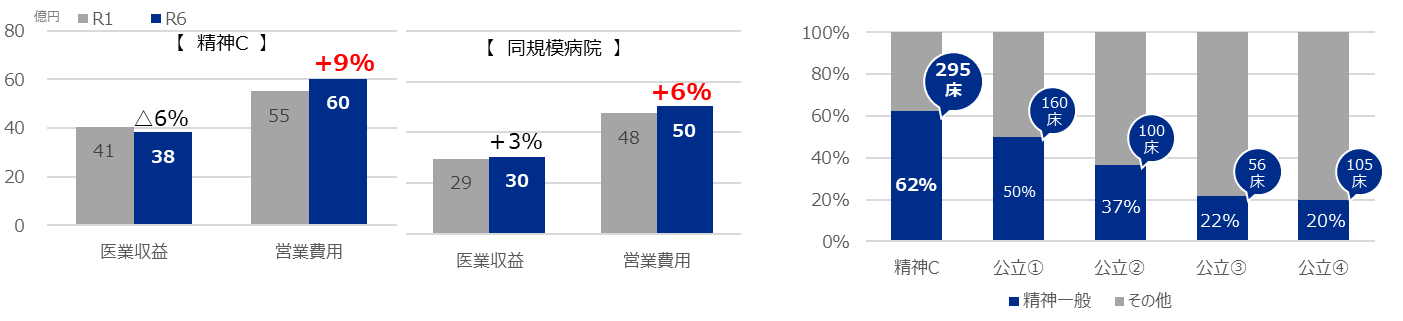 億円 R1 R6
【 精神C 】
80
60
40
20
0
41
△6%
38
55
+9%
60
医業収益 営業費用
【 同規模病院 】
29
+3%
30
48
+6%
50
医業収益 営業費用
100%
80%
60%
40%
20%
0%
295
床
160
床
100
床
56
床
105
床
62%
50%
37%
22%
20%
精神C 公立① 公立② 公立③ 公立④
精神一般 その他